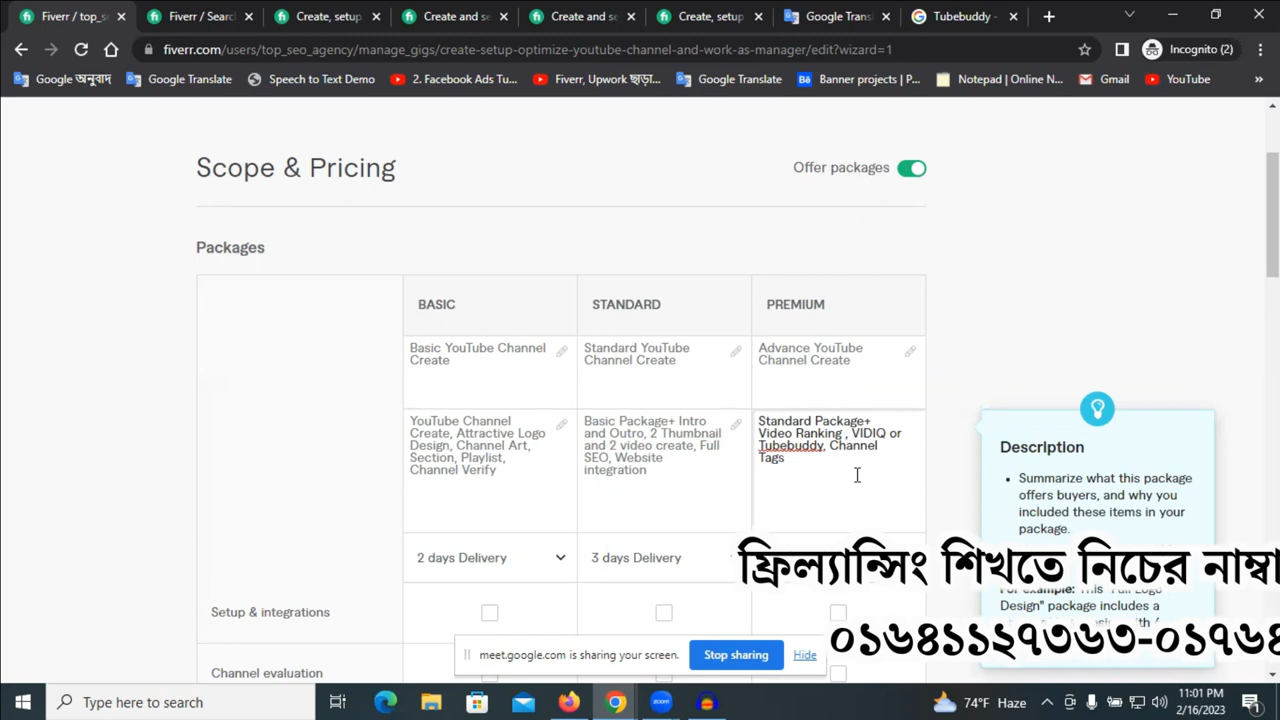 Fiverr / top_s
Fiverr / Search
Create, setup
Create and se
Create and se
Create, setup
Google Trans
Tubebuddy -
fiverr.com/users/top_seo_agency/manage_gigs/create-setup-optimize-youtube-channel-and-work-as-manager/edit?wizard=1
Incognito (2)
Google অনুবাদ
Google Translate
Speech to Text Demo
2. Facebook Ads Tu...
Fiverr, Upwork ছাড়া...
Google Translate
Banner projects | P...
Notepad | Online N...
Gmail
YouTube
Scope & Pricing
Offer packages
Packages
BASIC
STANDARD
PREMIUM
Basic YouTube Channel
Create
Standard YouTube
Channel Create
Advance YouTube
Channel Create
YouTube Channel
Create, Attractive Logo
Design, Channel Art,
Section, Playlist,
Channel Verify
Basic Package+ Intro
and Outro, 2 Thumbnail
and 2 video create, Full
SEO, Website
integration
Standard Package+
Video Ranking , VIDIQ or
Tubebuddy, Channel
Tags
Description
Summarize what this package
offers buyers, and why you
included these items in your
package.
2 days Delivery
3 days Delivery
ফ্রিল্যান্সিং শিখতে নিচের নাম্বা
Design" package includes a
Setup & integrations
০১৬৪১১২৭৩৬৩-০১৭৬৪
meet.google.com is sharing your screen.
Stop sharing
Hide
Channel evaluation
Type here to search
zoom
74°F Haze
11:01 PM
2/16/2023